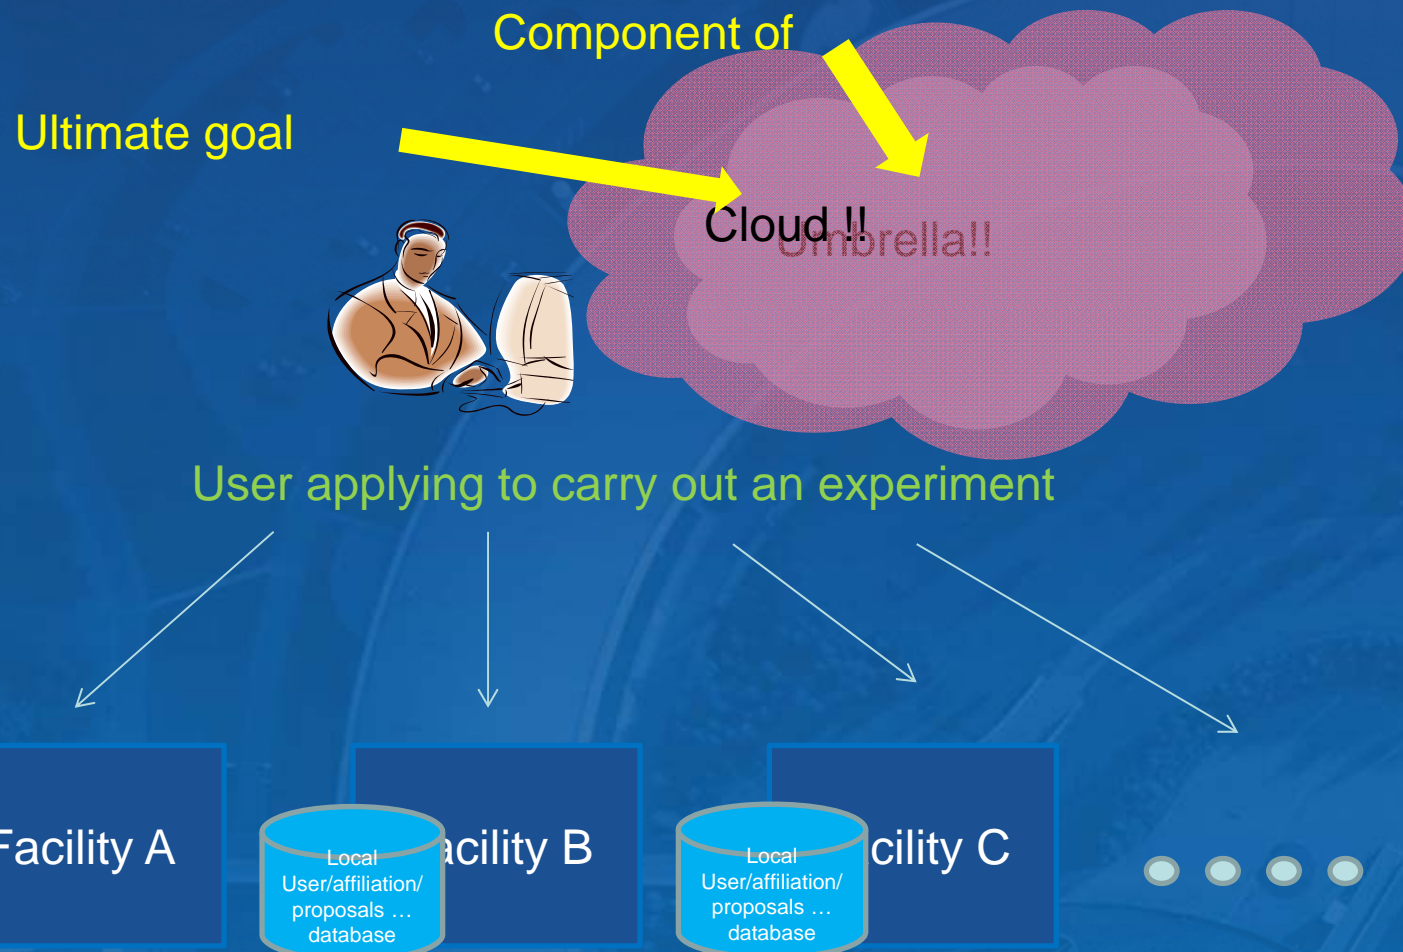 Component of
Ultimate goal
Cloud !!
Umbrella!!
User applying to carry out an experiment
Facility A
acility B
cility C
Local
User/affiliation/
proposals …
database
Local
User/affiliation/
proposals …
database